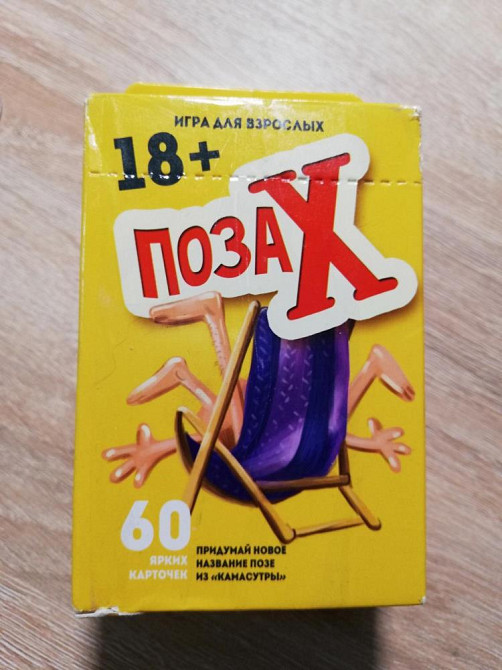 ИГРА ДЛЯ ВЗРОСЛЫХ
18+
ПОЗА Х
60
ЯРКИХ
КАРТОЧЕК
ПРИДУМАЙ НОВОЕ
НАЗВАНИЕ ПОЗЕ
ИЗ «КАМАСУТРЫ»